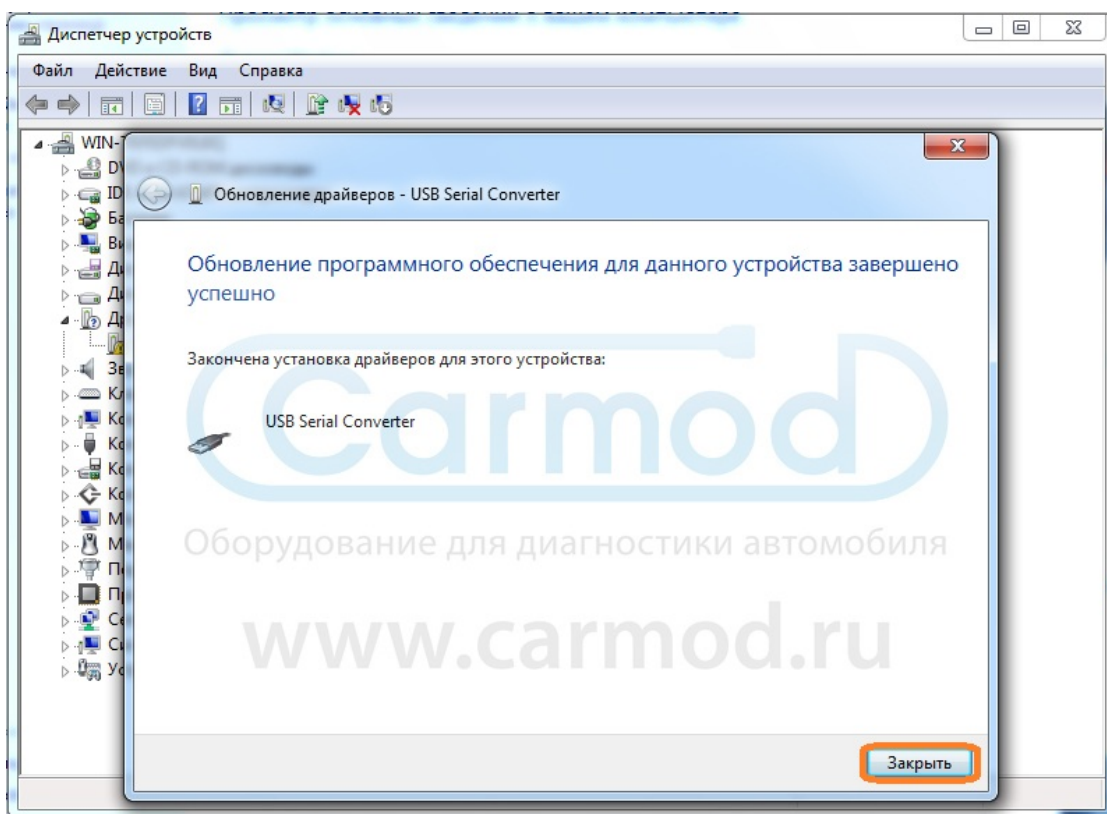 Диспетчер устройств
Файл Действие Вид Справка
WIN-
Обновление драйверов - USB Serial Converter
Обновление программного обеспечения для данного устройства завершено
успешно
Закончена установка драйверов для этого устройства:
USB Serial Converter
Carmod
Оборудование для диагностики автомобиля
www.carmod.ru
Закрыть